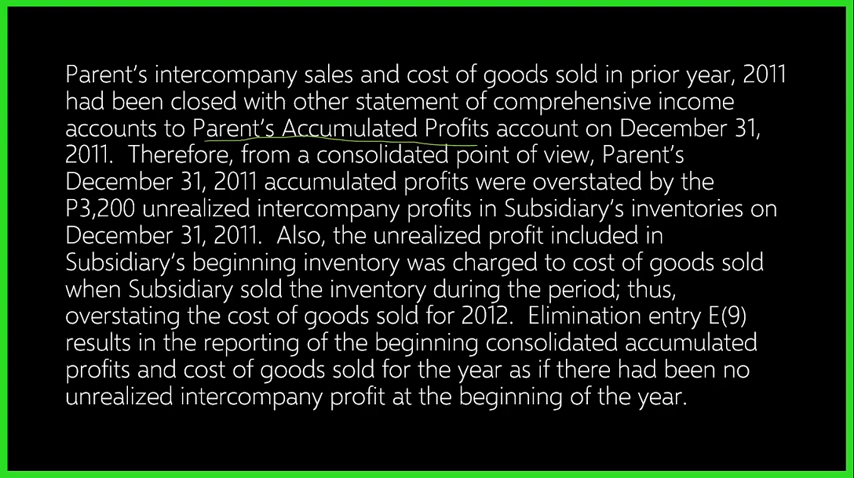 Parent's intercompany sales and cost of goods sold in prior year, 2011
had been closed with other statement of comprehensive income
accounts to Parent's Accumulated Profits account on December 31,
2011.  Therefore, from a consolidated point of view, Parent's
December 31, 2011 accumulated profits were overstated by the
P3,200 unrealized intercompany profits in Subsidiary's inventories on
December 31, 2011.  Also, the unrealized profit included in
Subsidiary's beginning inventory was charged to cost of goods sold
when Subsidiary sold the inventory during the period; thus,
overstating the cost of goods sold for 2012.  Elimination entry E(9)
results in the reporting of the beginning consolidated accumulated
profits and cost of goods sold for the year as if there had been no
unrealized intercompany profit at the beginning of the year.